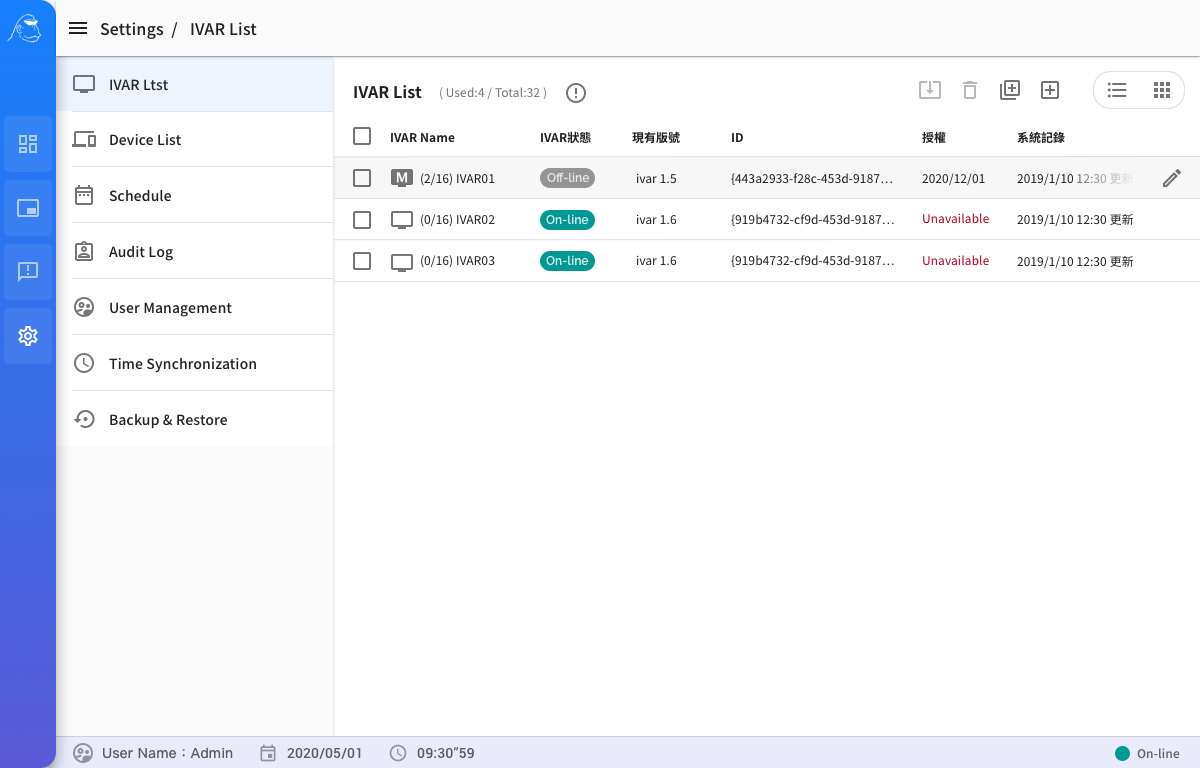 Settings / IVAR List
IVAR Ltst
Device List
Schedule
Audit Log
User Management
Time Synchronization
Backup & Restore
IVAR List ( Used:4 / Total:32 )
IVAR Name IVAR狀態 現有版號 ID 授權 系統記錄
M (2/16) IVAR01 Off-line ivar 1.5 {443a2933-f28c-453d-9187... 2020/12/01 2019/1/10 12:30 更新
(0/16) IVAR02 On-line ivar 1.6 {919b4732-cf9d-453d-9187... Unavailable 2019/1/10 12:30 更新
(0/16) IVAR03 On-line ivar 1.6 {919b4732-cf9d-453d-9187... Unavailable 2019/1/10 12:30 更新
User Name：Admin 2020/05/01 09:30”59 On-line